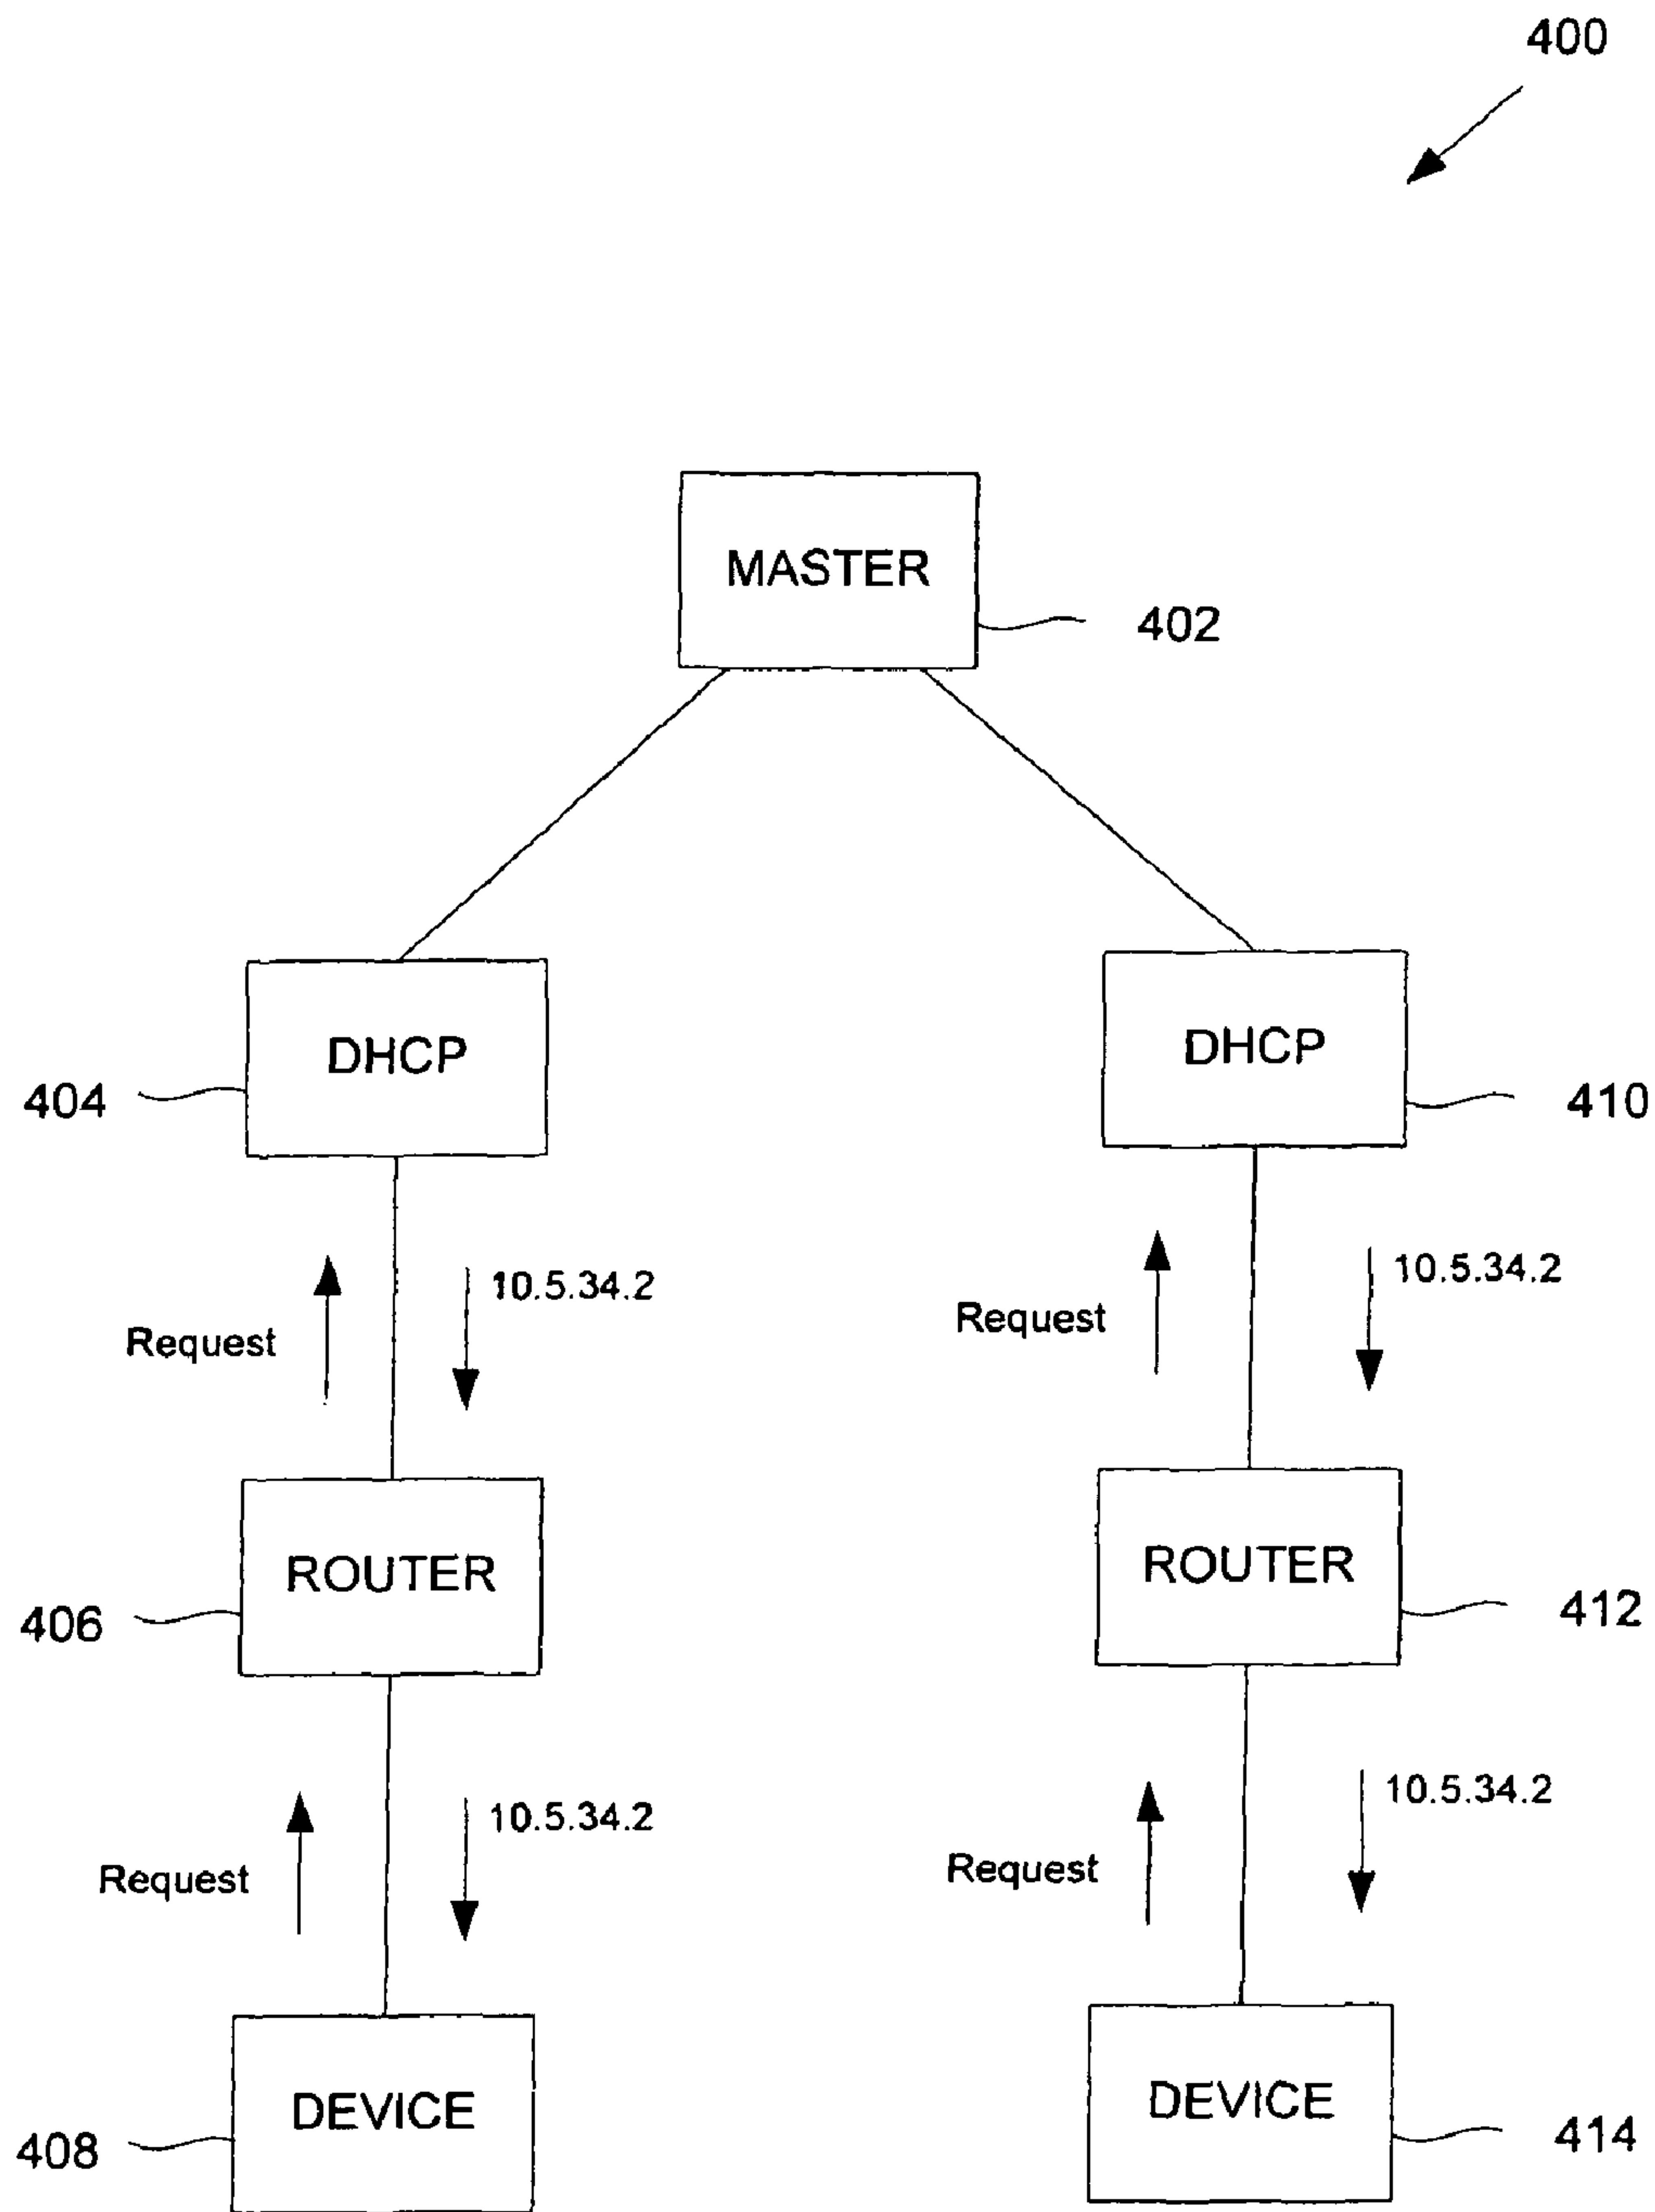 400
MASTER
402
DHCP
DHCP
404
410
Request
10.5.34.2
Request
10.5.34.2
ROUTER
ROUTER
406
412
Request
10.5.34.2
Request
10.5.34.2
DEVICE
DEVICE
408
414